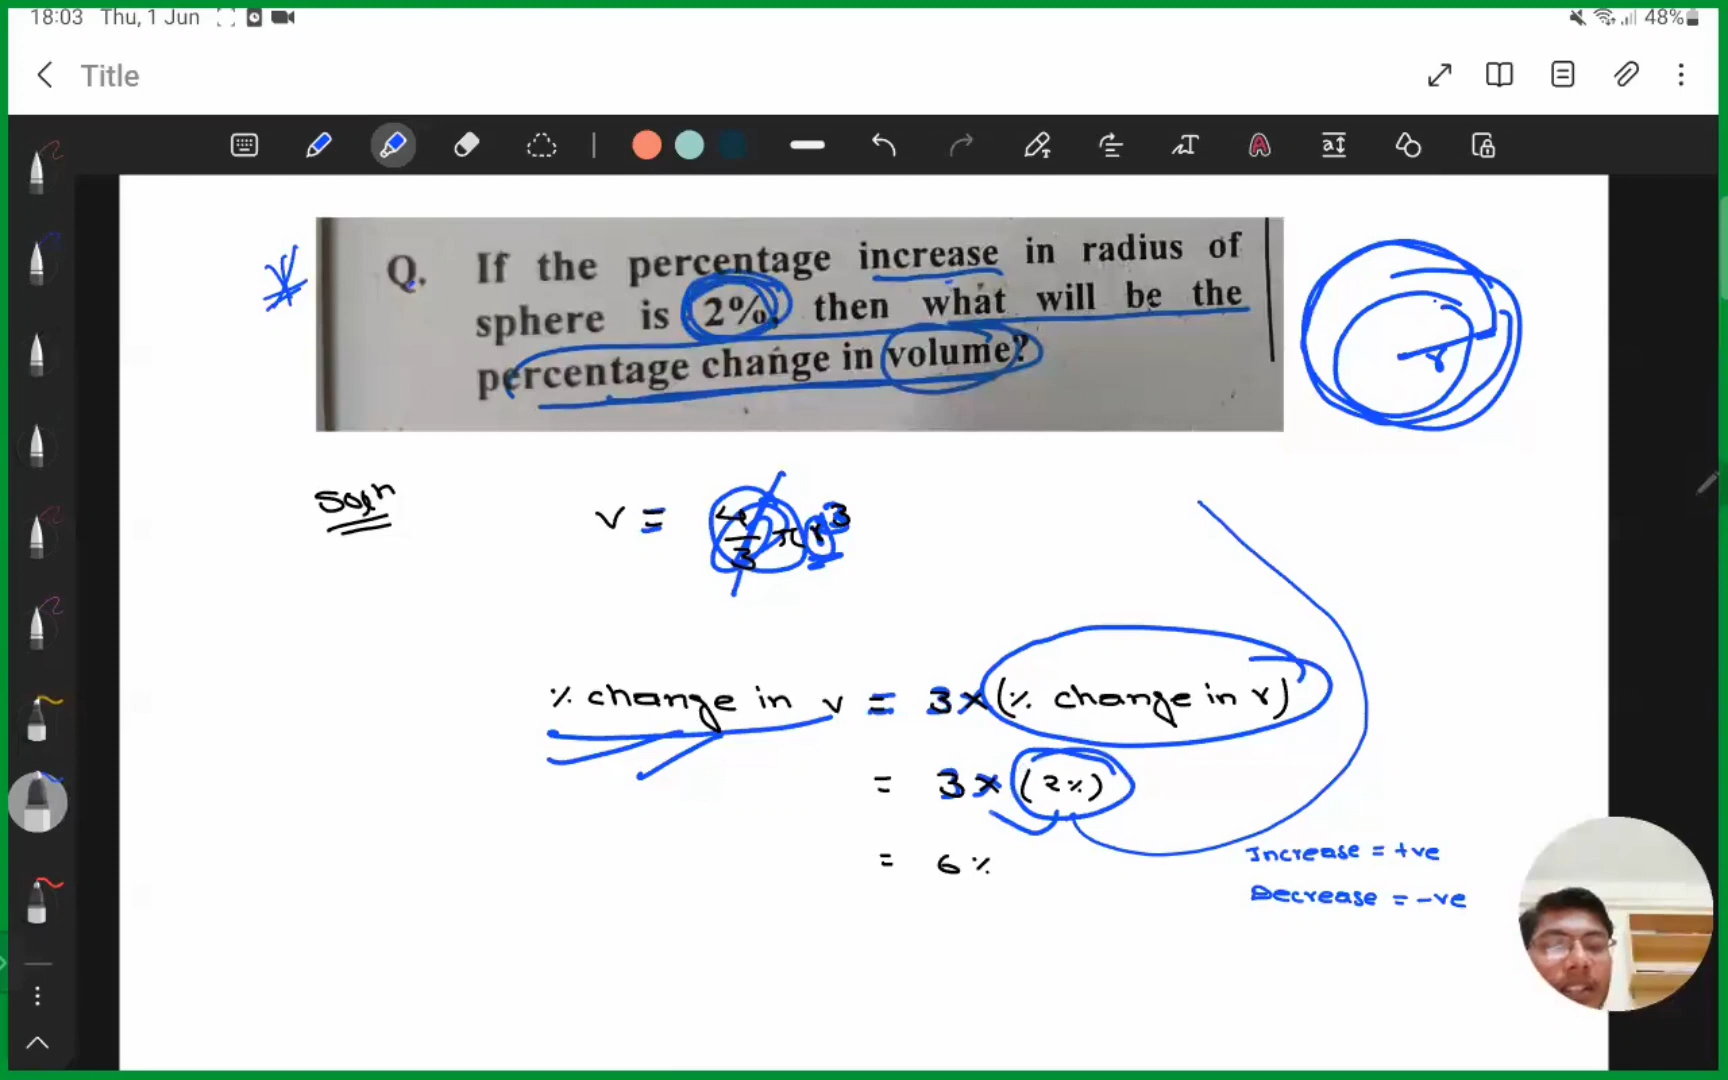 18:03 Thu, 1 Jun
48%
Title
Q. If the percentage increase in radius of
sphere is 2%, then what will be the
percentage change in volume?
r
Solⁿ
v = 4/3 πr³
% change in v = 3×(% change in r)
= 3×(2%)
= 6%
Increase = +ve
Decrease = -ve